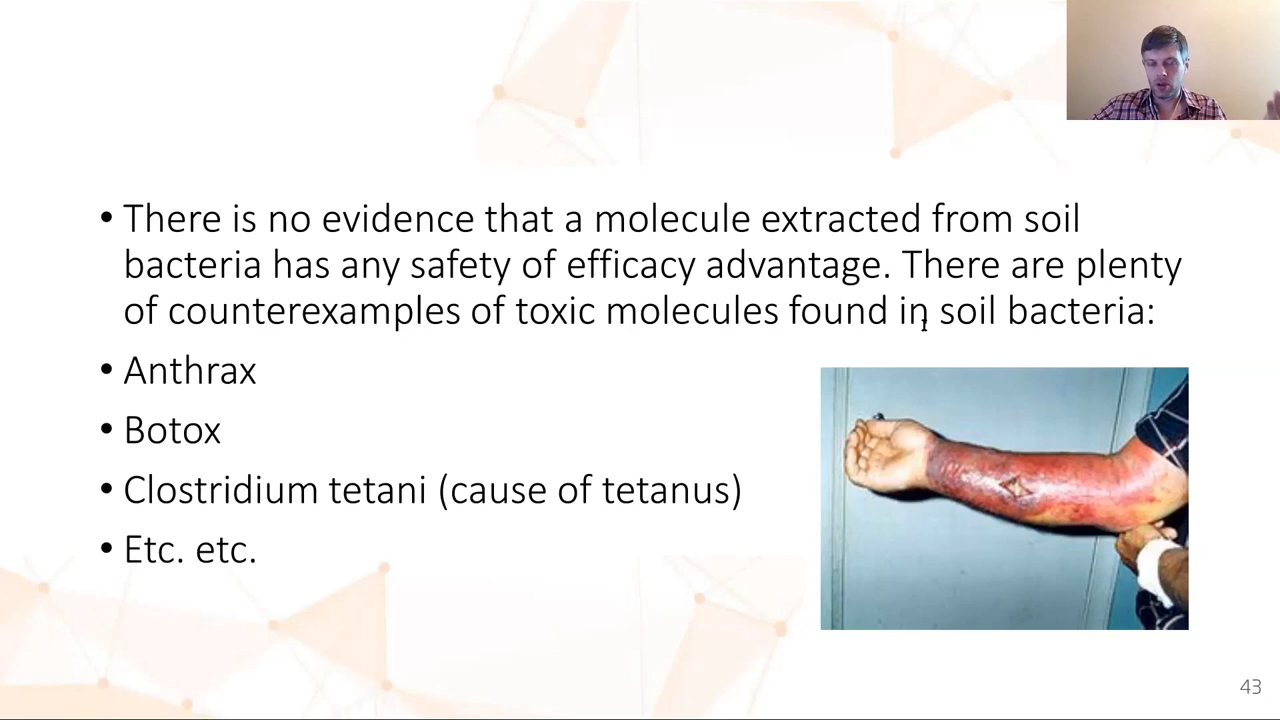 • There is no evidence that a molecule extracted from soil
bacteria has any safety of efficacy advantage. There are plenty
of counterexamples of toxic molecules found in soil bacteria:
• Anthrax
• Botox
• Clostridium tetani (cause of tetanus)
• Etc. etc.
43